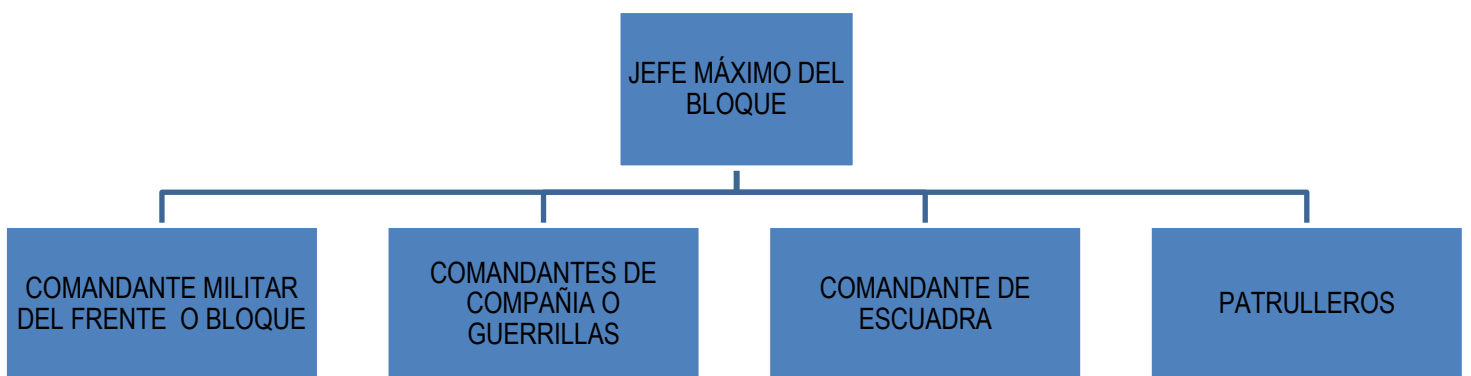 JEFE MÁXIMO DEL
BLOQUE
COMANDANTE MILITAR
DEL FRENTE O BLOQUE
COMANDANTES DE
COMPAÑIA O
GUERRILLAS
COMANDANTE DE
ESCUADRA
PATRULLEROS